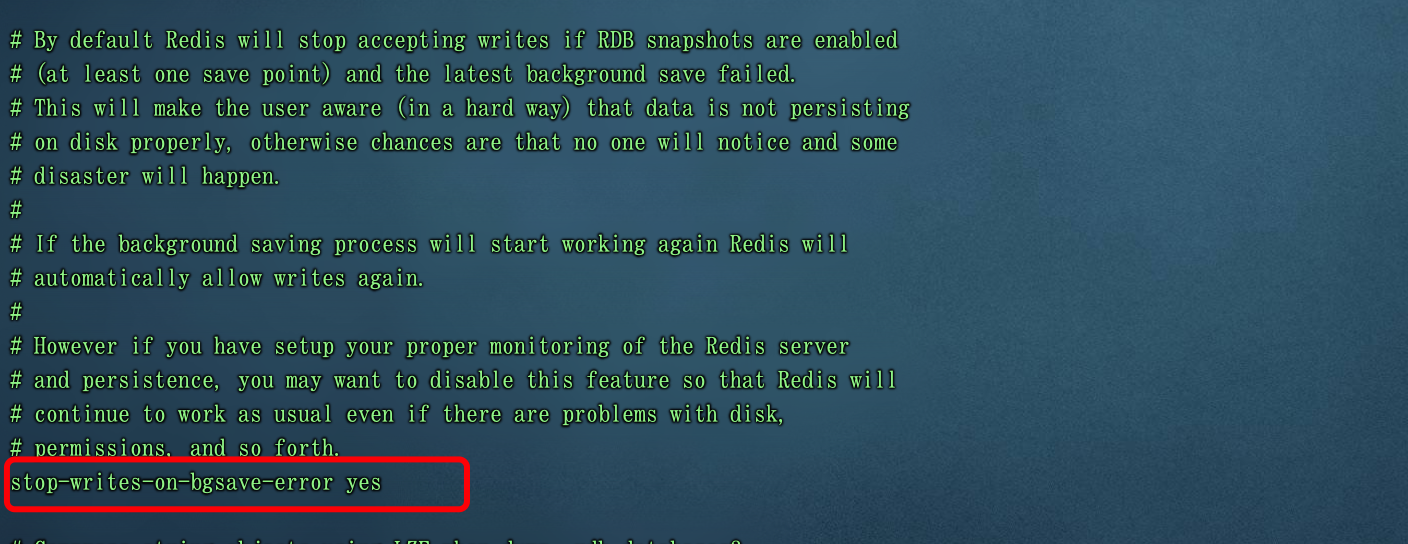 # By default Redis will stop accepting writes if RDB snapshots are enabled
# (at least one save point) and the latest background save failed.
# This will make the user aware (in a hard way) that data is not persisting
# on disk properly, otherwise chances are that no one will notice and some
# disaster will happen.
#
# If the background saving process will start working again Redis will
# automatically allow writes again.
#
# However if you have setup your proper monitoring of the Redis server
# and persistence, you may want to disable this feature so that Redis will
# continue to work as usual even if there are problems with disk,
# permissions, and so forth.
stop-writes-on-bgsave-error yes